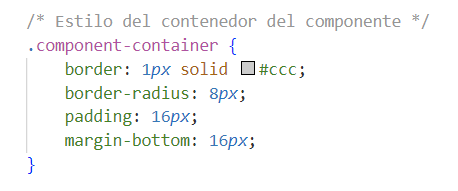 /* Estilo del contenedor del componente */
.component-container {
    border: 1px solid #ccc;
    border-radius: 8px;
    padding: 16px;
    margin-bottom: 16px;
}